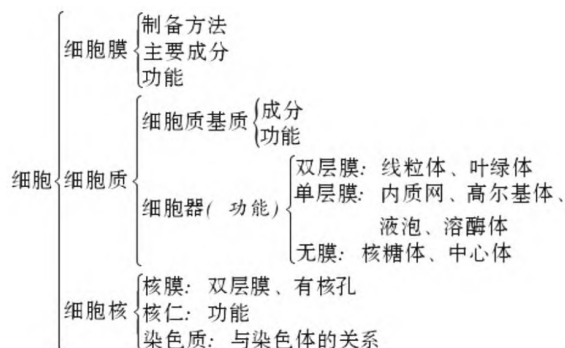 制备方法
细胞膜 主要成分
功能
成分
细胞质基质
功能
双层膜：线粒体、叶绿体
细胞 细胞质 单层膜：内质网、高尔基体、
细胞器( 功能)
液泡、溶酶体
无膜：核糖体、中心体
核膜：双层膜、有核孔
细胞核 核仁：功能
染色质：与染色体的关系